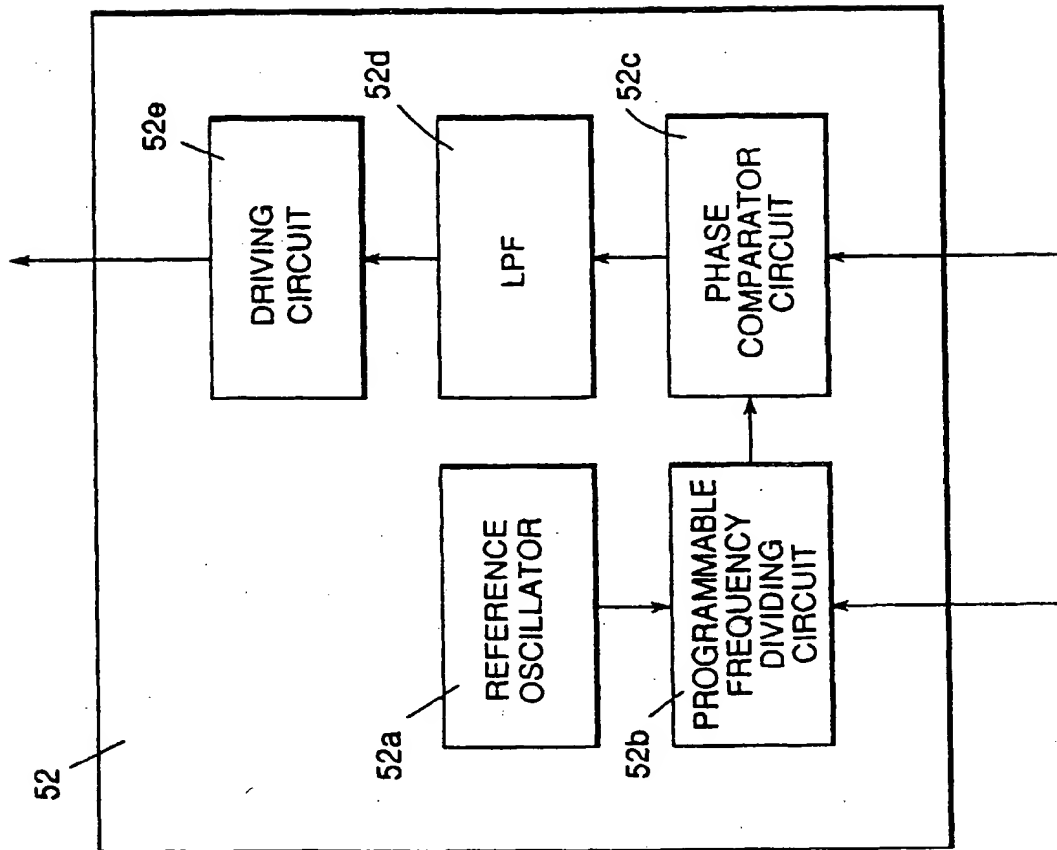 52
52a
REFERENCE
OSCILLATOR
52b
PROGRAMMABLE
FREQUENCY
DIVIDING
CIRCUIT
52e
DRIVING
CIRCUIT
52d
LPF
52c
PHASE
COMPARATOR
CIRCUIT